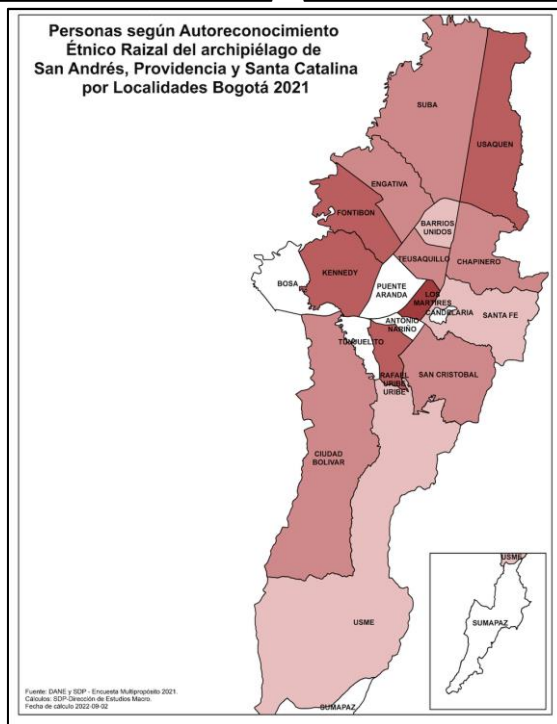 Personas según Autoreconocimiento
Étnico Raizal del archipiélago de
San Andrés, Providencia y Santa Catalina
por Localidades Bogotá 2021
SUBA
USAQUEN
ENGATIVA
FONTIBON
BARRIOS
UNIDOS
TEUSAQUILLO
CHAPINERO
KENNEDY
BOSA
PUENTE
ARANDA
LOS
MARTIRES
CANDELARIA
SANTA FE
ANTONIO
NARIÑO
TUNJUELITO
RAFAEL
URIBE
URIBE
SAN CRISTOBAL
CIUDAD
BOLIVAR
USME
SUMAPAZ
USME
SUMAPAZ
Fuente: DANE y SDP - Encuesta Multipropósito 2021.
Cálculos: SDP-Dirección de Estudios Macro.
Fecha de cálculo 2022-09-02